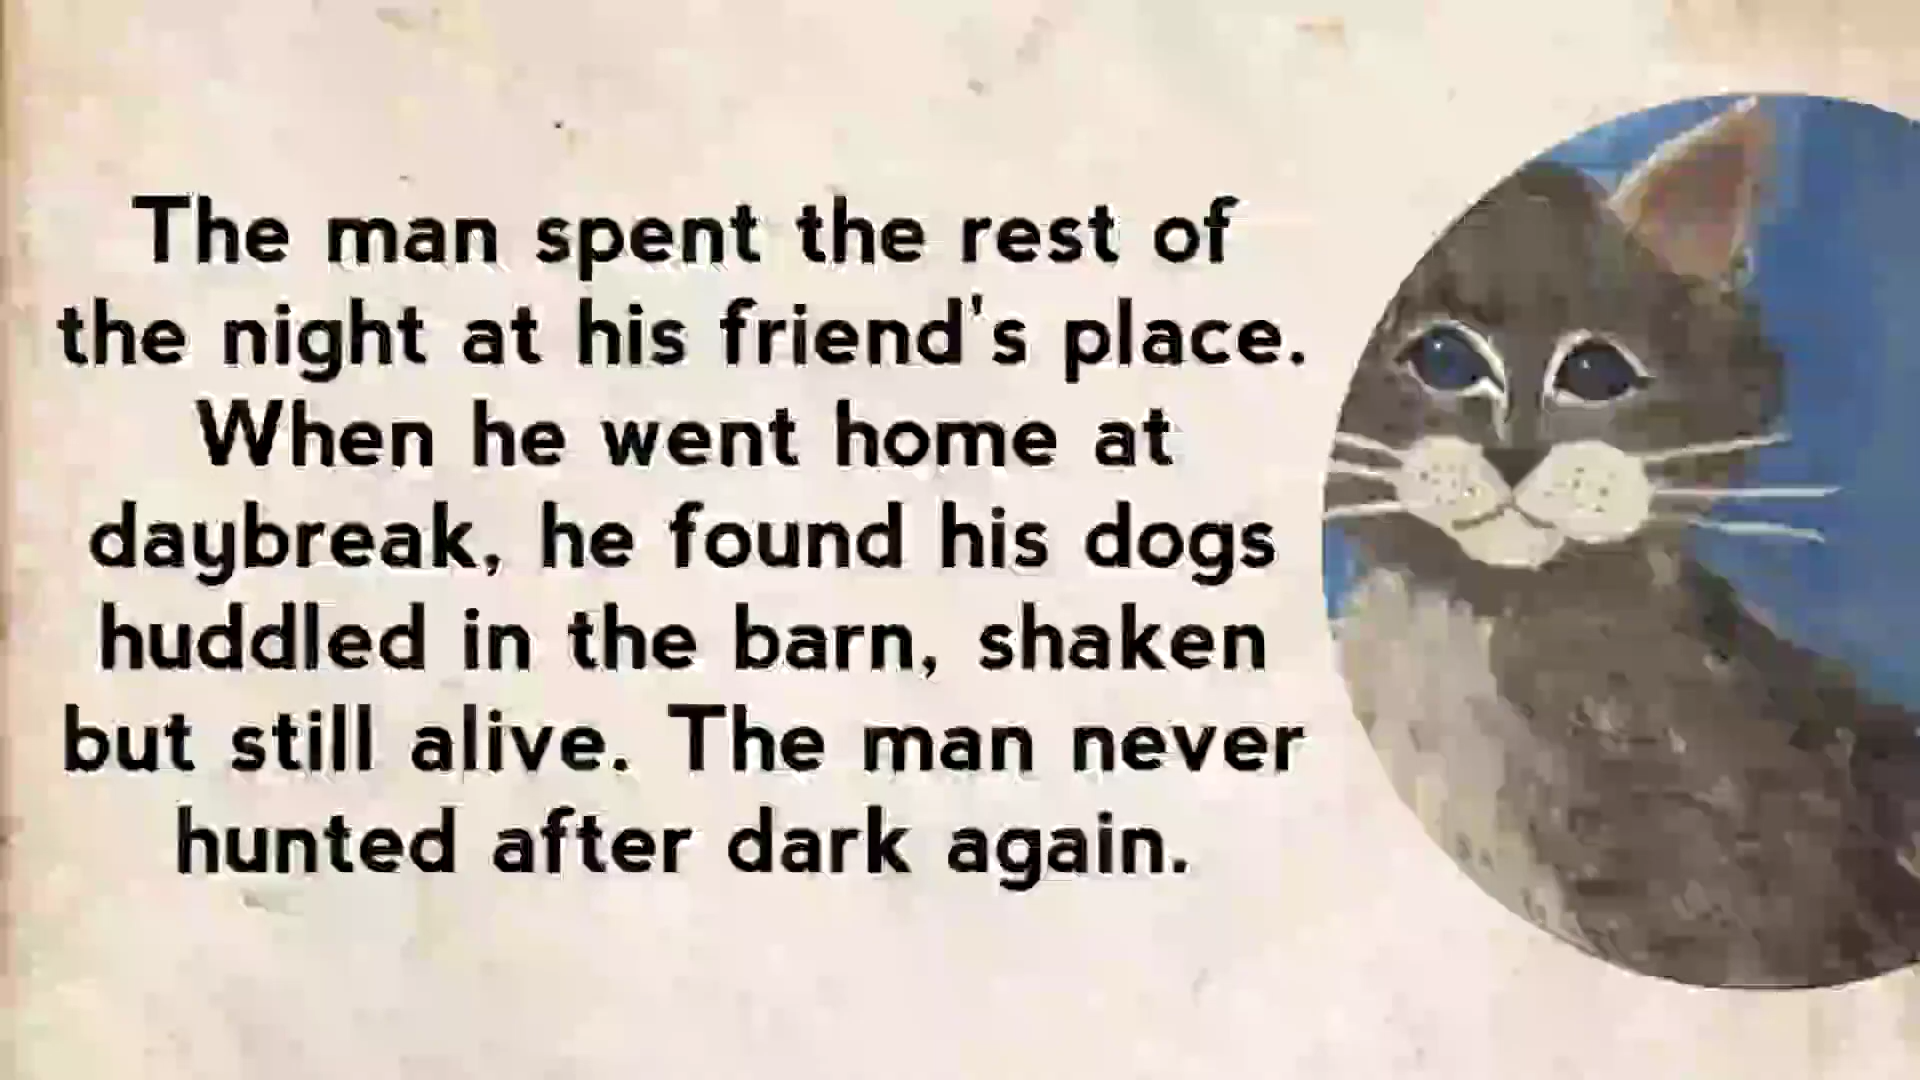 The man spent the rest of
the night at his friend's place.
When he went home at
daybreak, he found his dogs
huddled in the barn, shaken
but still alive. The man never
hunted after dark again.